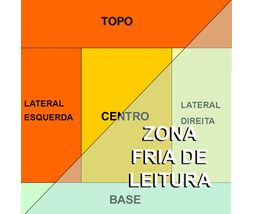 TOPO
LATERAL
ESQUERDA
CENTRO
LATERAL
DIREITA
ZONA
FRIA DE
LEITURA
BASE